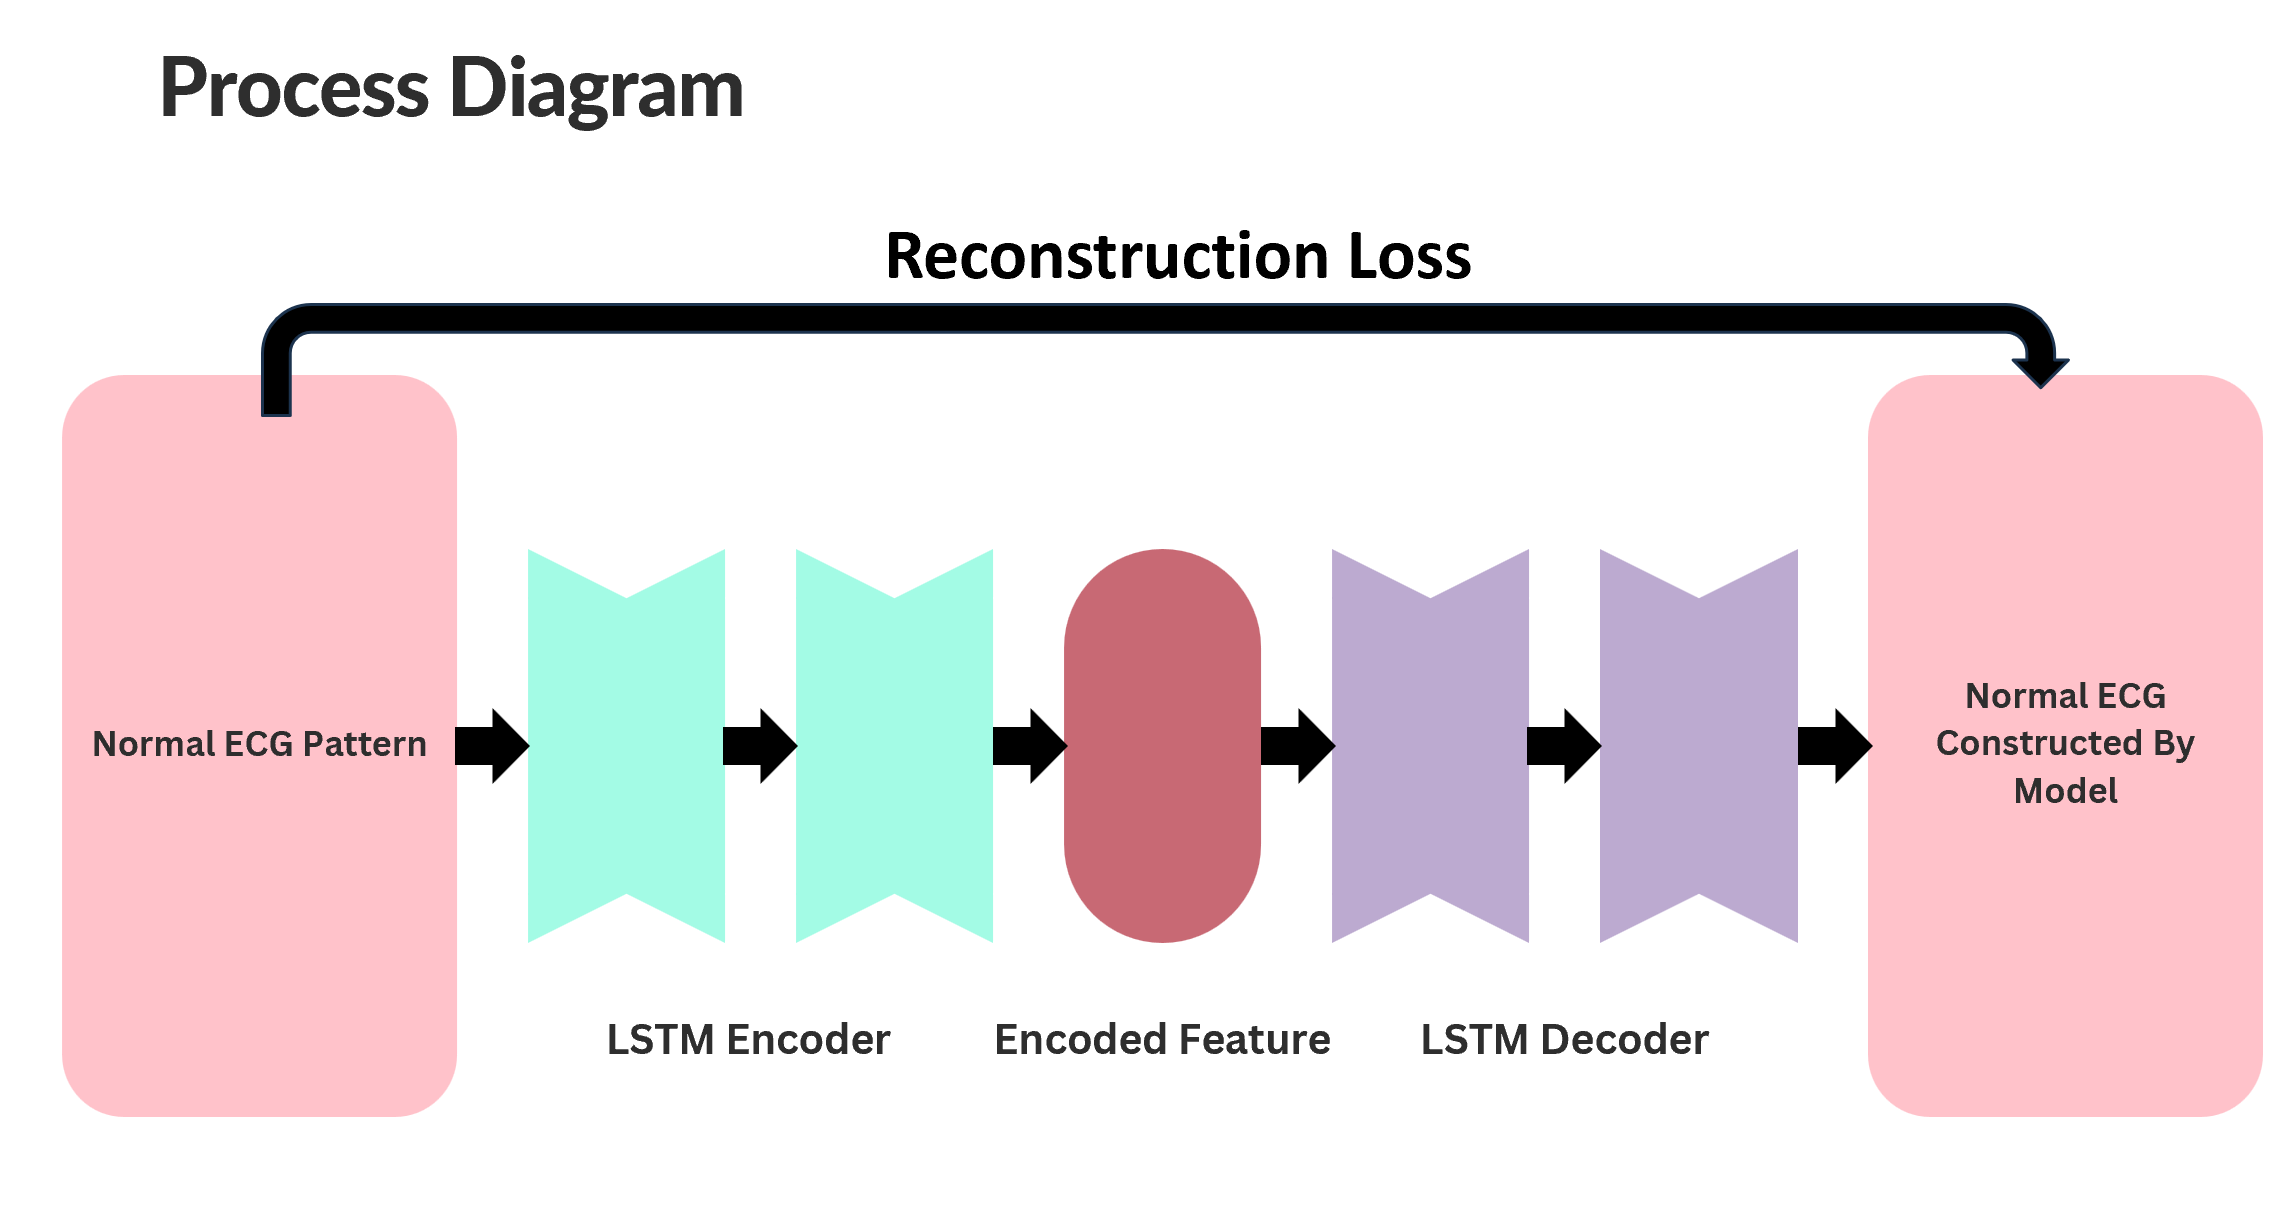 Process Diagram
Reconstruction Loss
Normal ECG Pattern
Normal ECG
Constructed By
Model
LSTM Encoder
Encoded Feature
LSTM Decoder